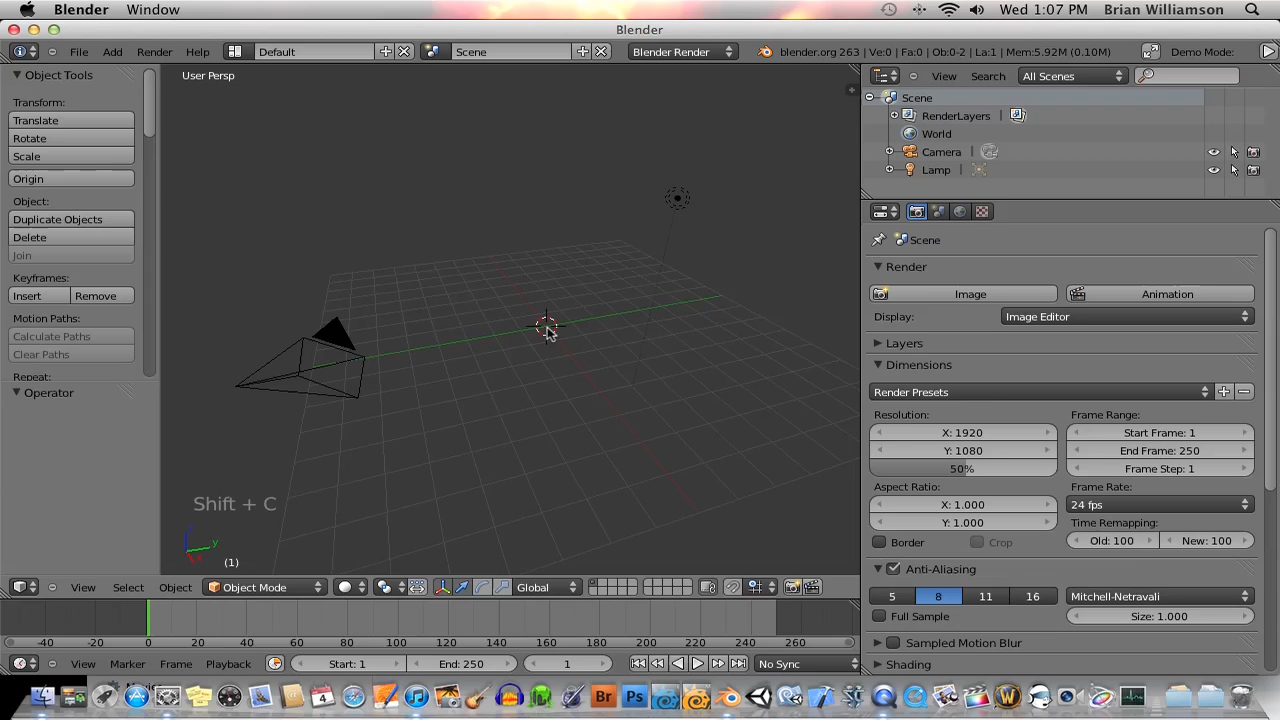 Blender Window Wed 1:07 PM Brian Williamson
Blender
File Add Render Help Default Scene Blender Render blender.org 263 | Ve:0 | Fa:0 | Ob:0-2 | La:1 | Mem:5.92M (0.10M) Demo Mode:
Object Tools
Transform:
Translate
Rotate
Scale
Origin
Object:
Duplicate Objects
Delete
Join
Keyframes:
Insert Remove
Motion Paths:
Calculate Paths
Clear Paths
Repeat:
Operator
User Persp
Shift + C
z
y
x
(1)
View Select Object Object Mode Global
-40 -20 0 20 40 60 80 100 120 140 160 180 200 220 240 260
View Marker Frame Playback Start: 1 End: 250 1 No Sync
View Search All Scenes
Scene
RenderLayers |
World
Camera |
Lamp |
Scene
Render
Image Animation
Display: Image Editor
Layers
Dimensions
Render Presets
Resolution: Frame Range:
X: 1920 Start Frame: 1
Y: 1080 End Frame: 250
50% Frame Step: 1
Aspect Ratio: Frame Rate:
X: 1.000 24 fps
Y: 1.000 Time Remapping:
Border Crop Old: 100 New: 100
Anti-Aliasing
5 8 11 16 Mitchell-Netravali
Full Sample Size: 1.000
Sampled Motion Blur
Shading
4 Br Ps W